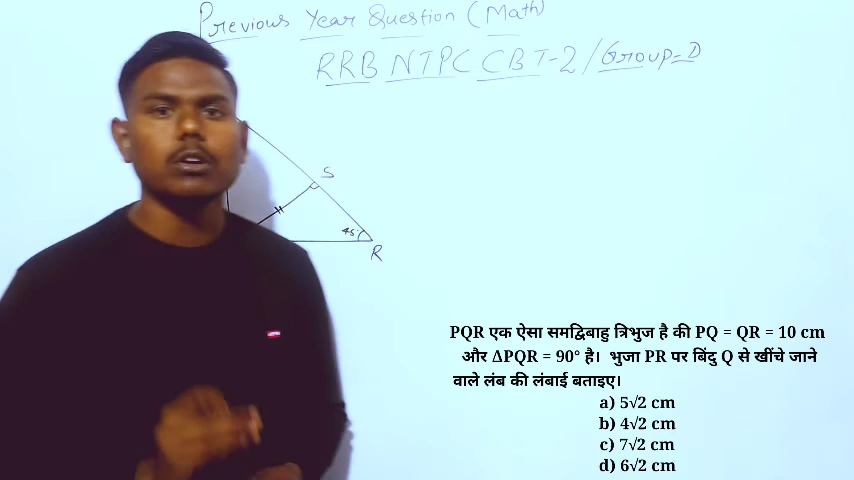 Previous Year Question (Math)
RRB NTPC CBT-2 / Group-D
S
45°
R
PQR एक ऐसा समद्विबाहु त्रिभुज है की PQ = QR = 10 cm
और ΔPQR = 90° है। भुजा PR पर बिंदु Q से खींचे जाने
वाले लंब की लंबाई बताइए।
a) 5√2 cm
b) 4√2 cm
c) 7√2 cm
d) 6√2 cm